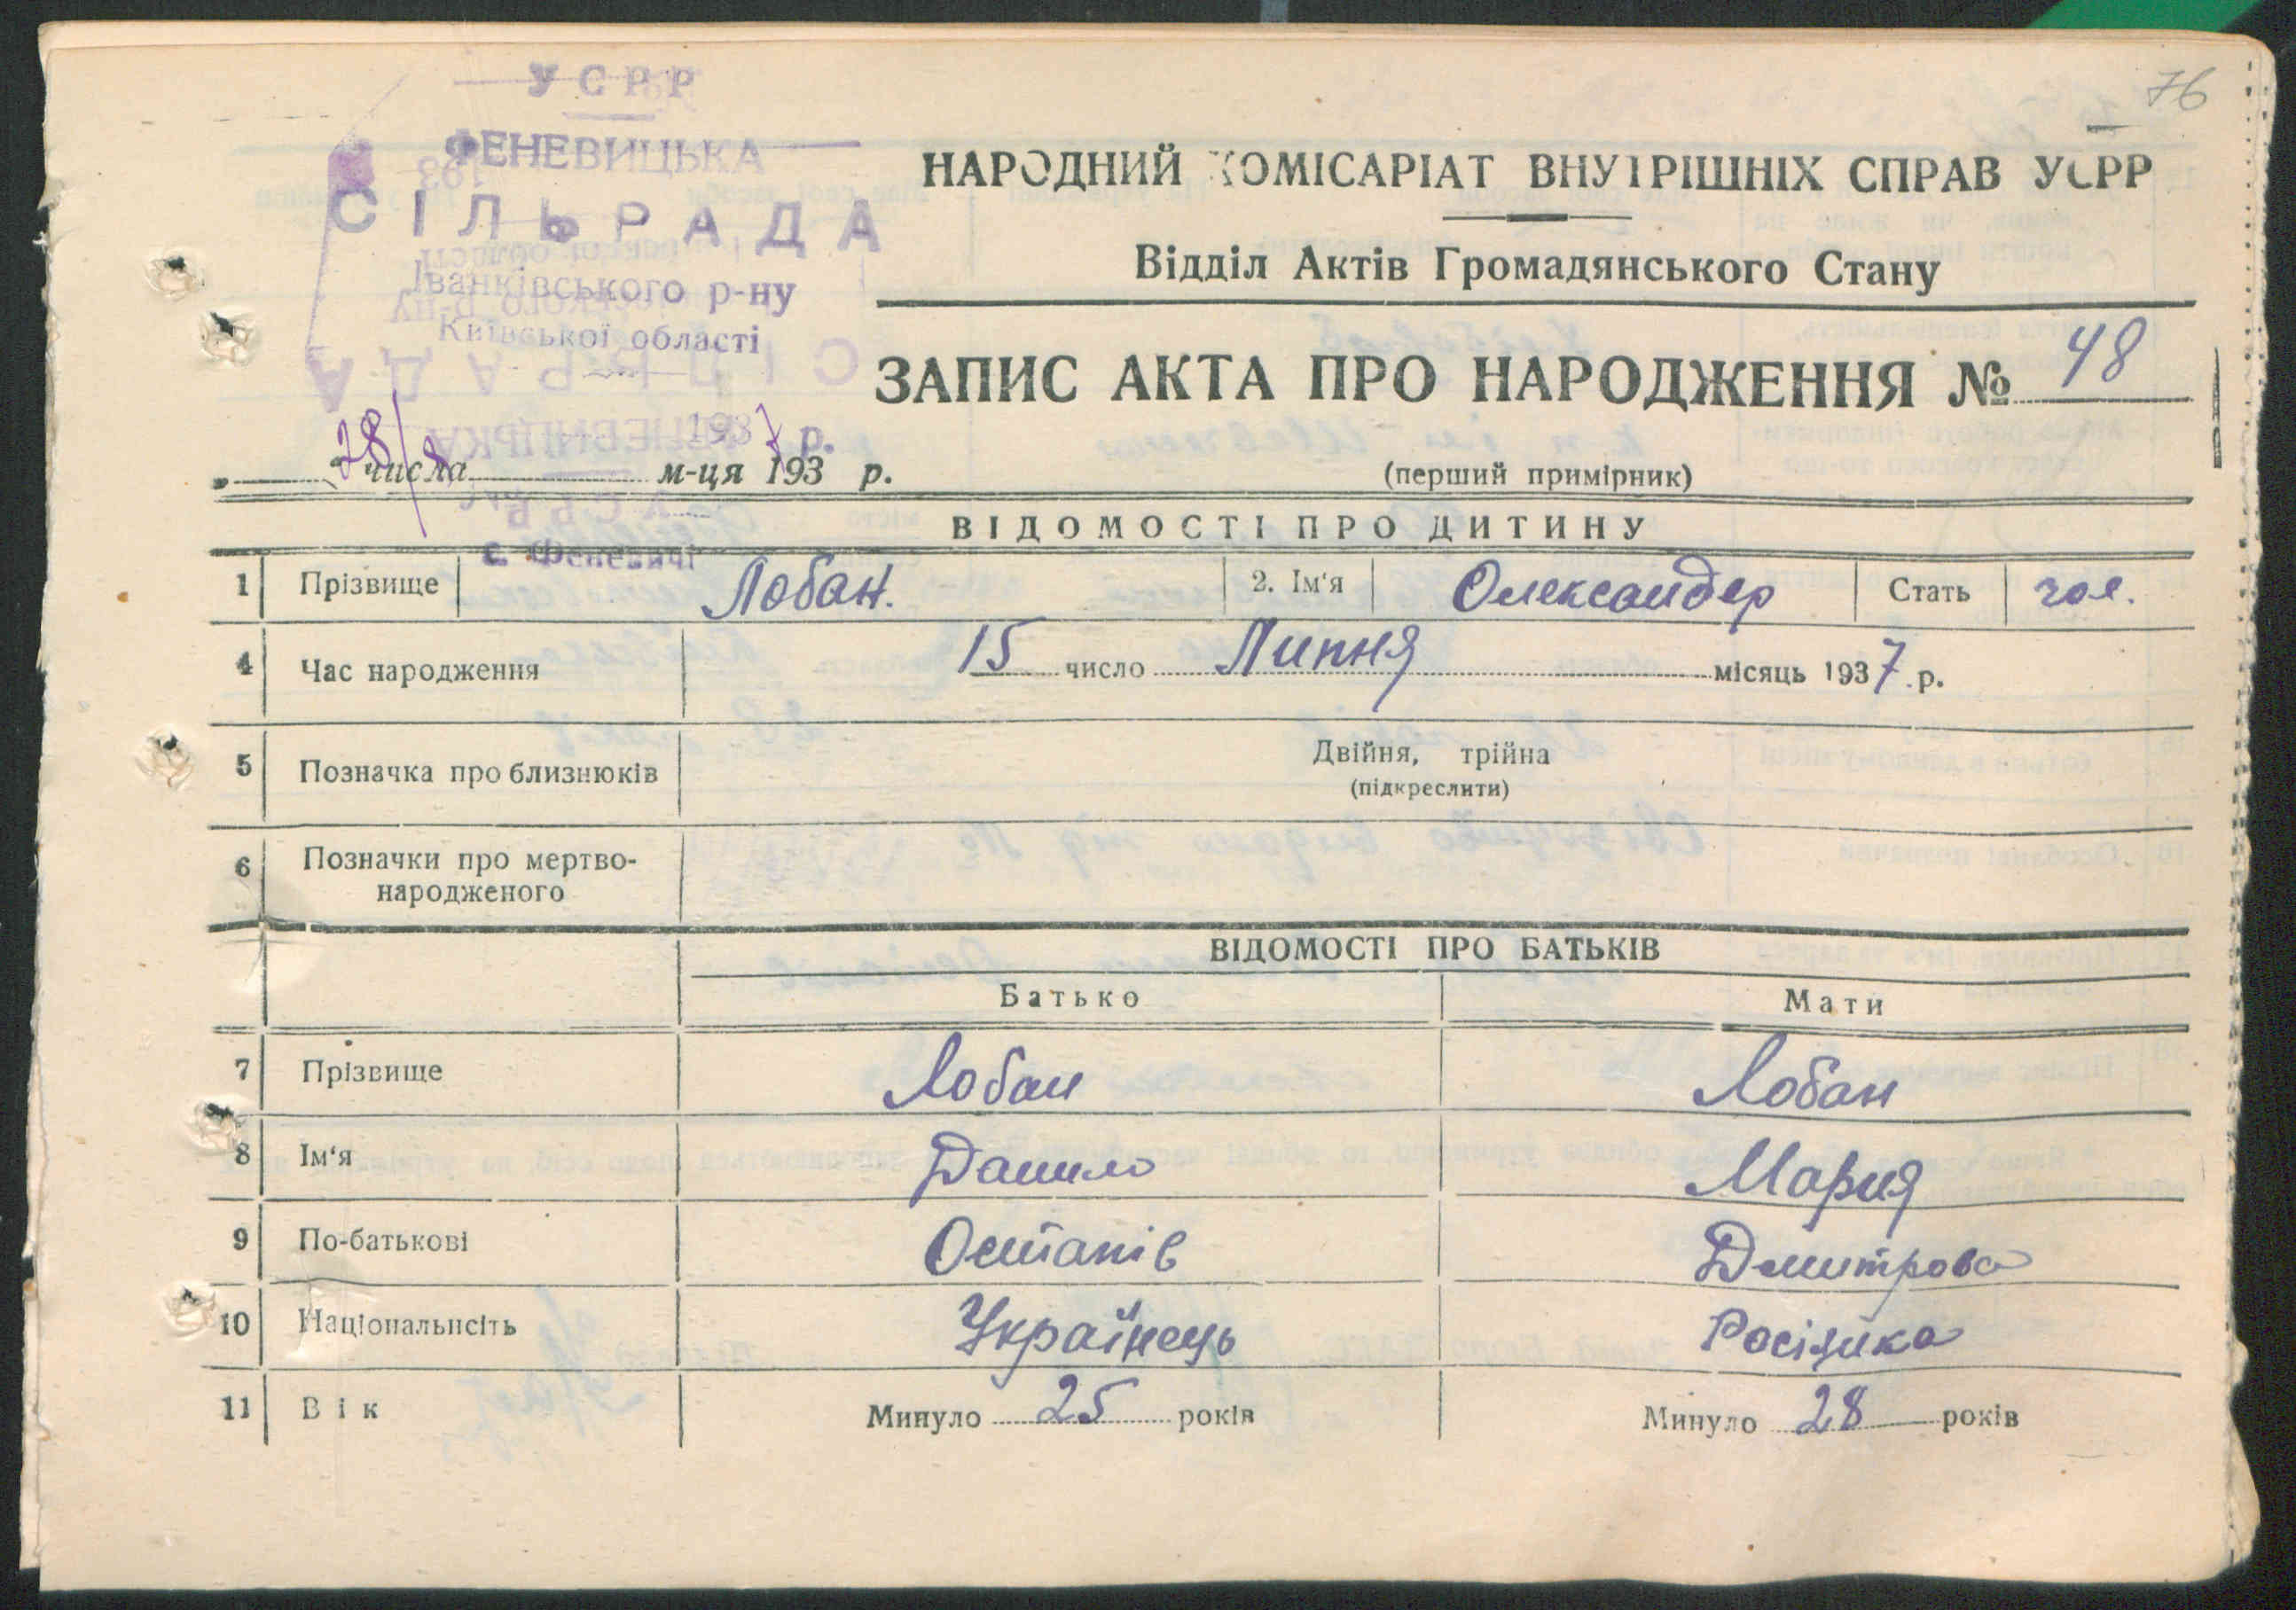 76
УСРР
ФЕНЕВИЦЬКА
СІЛЬРАДА
Іванківського р-ну
Київської області
28/8 1937 р.
с. Феневичі
НАРОДНИЙ КОМІСАРІАТ ВНУТРІШНІХ СПРАВ УСРР
Відділ Актів Громадянського Стану
ЗАПИС АКТА ПРО НАРОДЖЕННЯ № 48
„ “ числа м-ця 193 р.
(перший примірник)
ВІДОМОСТІ ПРО ДИТИНУ
1 Прізвище Лобан. 2. Ім'я Олександер Стать чол.
4 Час народження 15 число Липня місяць 1937 р.
5 Позначка про близнюків Двійня, трійна
(підкреслити)
6 Позначки про мертво-
народженого
ВІДОМОСТІ ПРО БАТЬКІВ
Батько Мати
7 Прізвище Лобан Лобан
8 Ім'я Данило Мария
9 По-батькові Остапів Дмитрова
10 Національнсіть Українець Росіянка
11 Вік Минуло 25 років Минуло 28 років